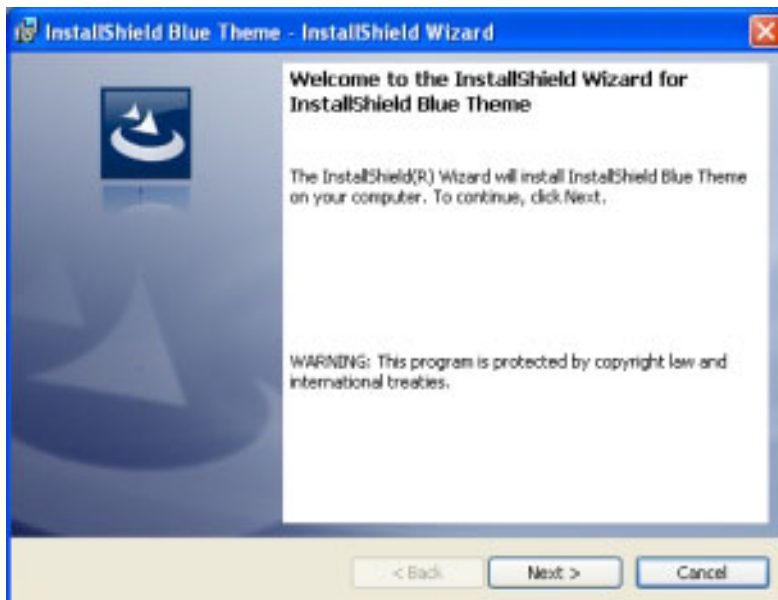 InstallShield Blue Theme - InstallShield Wizard
Welcome to the InstallShield Wizard for
InstallShield Blue Theme
The InstallShield(R) Wizard will install InstallShield Blue Theme
on your computer. To continue, click Next.
WARNING: This program is protected by copyright law and
international treaties.
< Back
Next >
Cancel